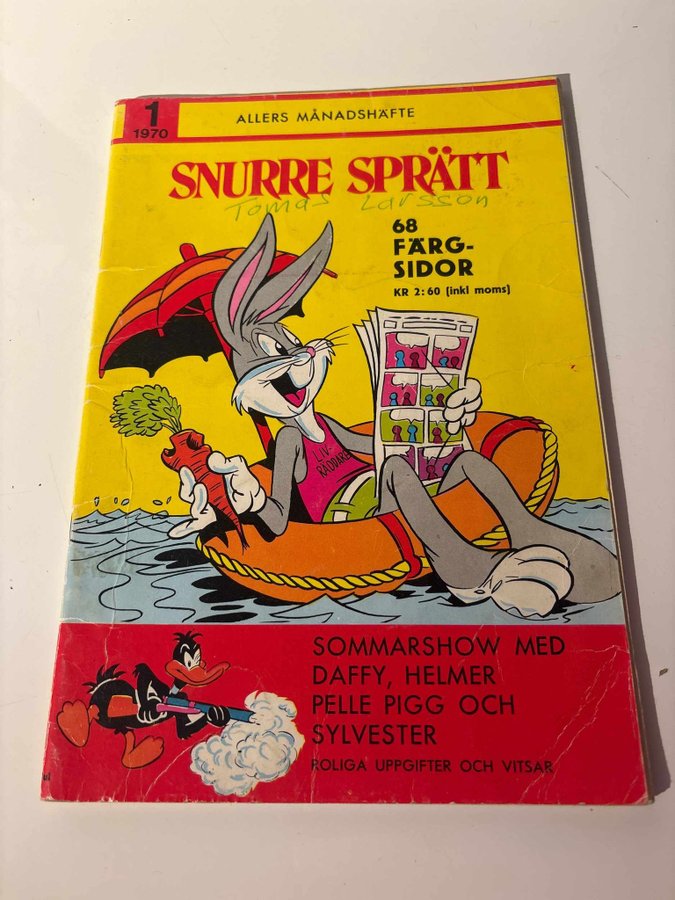 1
1970
ALLERS MÅNADSHÄFTE
SNURRE SPRÄTT
Tomas Larsson
68
FÄRG-
SIDOR
KR 2:60 (inkl moms)
LIV-
RÄDDARE
SOMMARSHOW MED
DAFFY, HELMER
PELLE PIGG OCH
SYLVESTER
ROLIGA UPPGIFTER OCH VITSAR